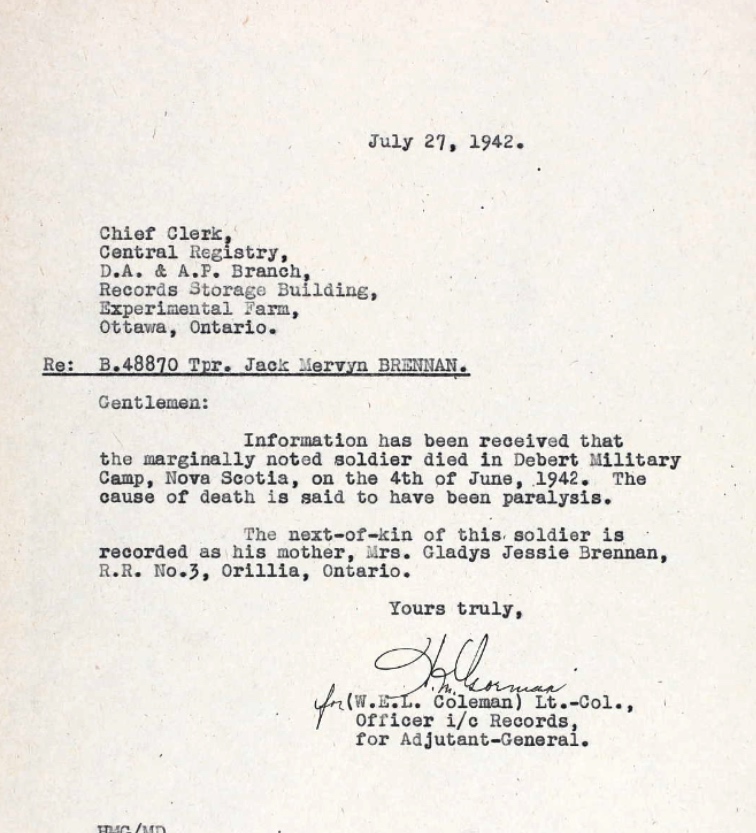 July 27, 1942.
Chief Clerk,
Central Registry,
D.A. & A.P. Branch,
Records Storage Building,
Experimental Farm,
Ottawa, Ontario.
Re: B.48870 Tpr. Jack Mervyn BRENNAN.
Gentlemen:
Information has been received that
the marginally noted soldier died in Debert Military
Camp, Nova Scotia, on the 4th of June, 1942. The
cause of death is said to have been paralysis.
The next-of-kin of this soldier is
recorded as his mother, Mrs. Gladys Jessie Brennan,
R.R. No.3, Orillia, Ontario.
Yours truly,
H.M. Gorman
for (W.E.L. Coleman) Lt.-Col.,
Officer i/c Records,
for Adjutant-General.
HMG/MD